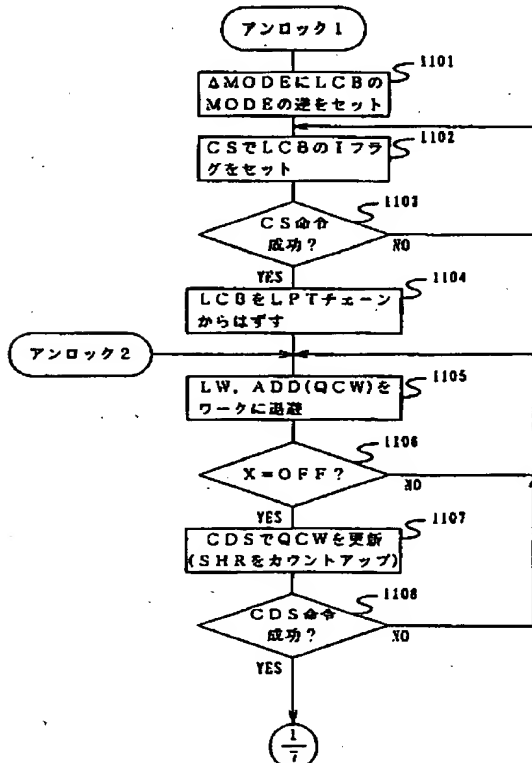 アンロック1
1101
ΔMODEにLCBの
MODEの逆をセット
1102
CSでLCBのIフラ
グをセット
1103
CS命令
成功?
NO
YES
1104
LCBをLPTチェーン
からはずす
アンロック2
1105
LW, ADD(QCW)を
ワークに退避
1106
X=OFF?
NO
YES
1107
CDSでQCWを更新
(SHRをカウントアップ)
1108
CDS命令
成功?
NO
YES
1
7